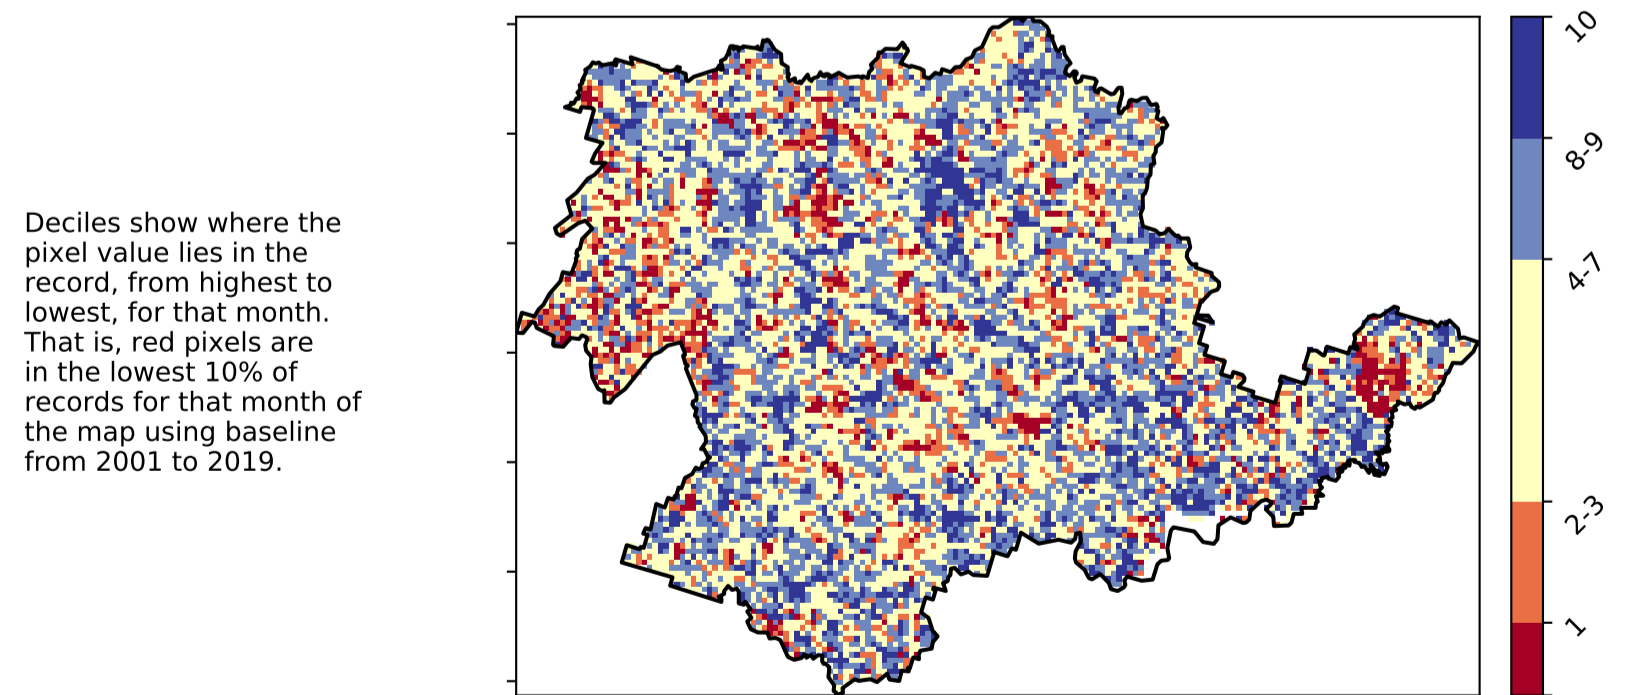 Deciles show where the
pixel value lies in the
record, from highest to
lowest, for that month.
That is, red pixels are
in the lowest 10% of
records for that month of
the map using baseline
from 2001 to 2019.
10
8-9
4-7
2-3
1